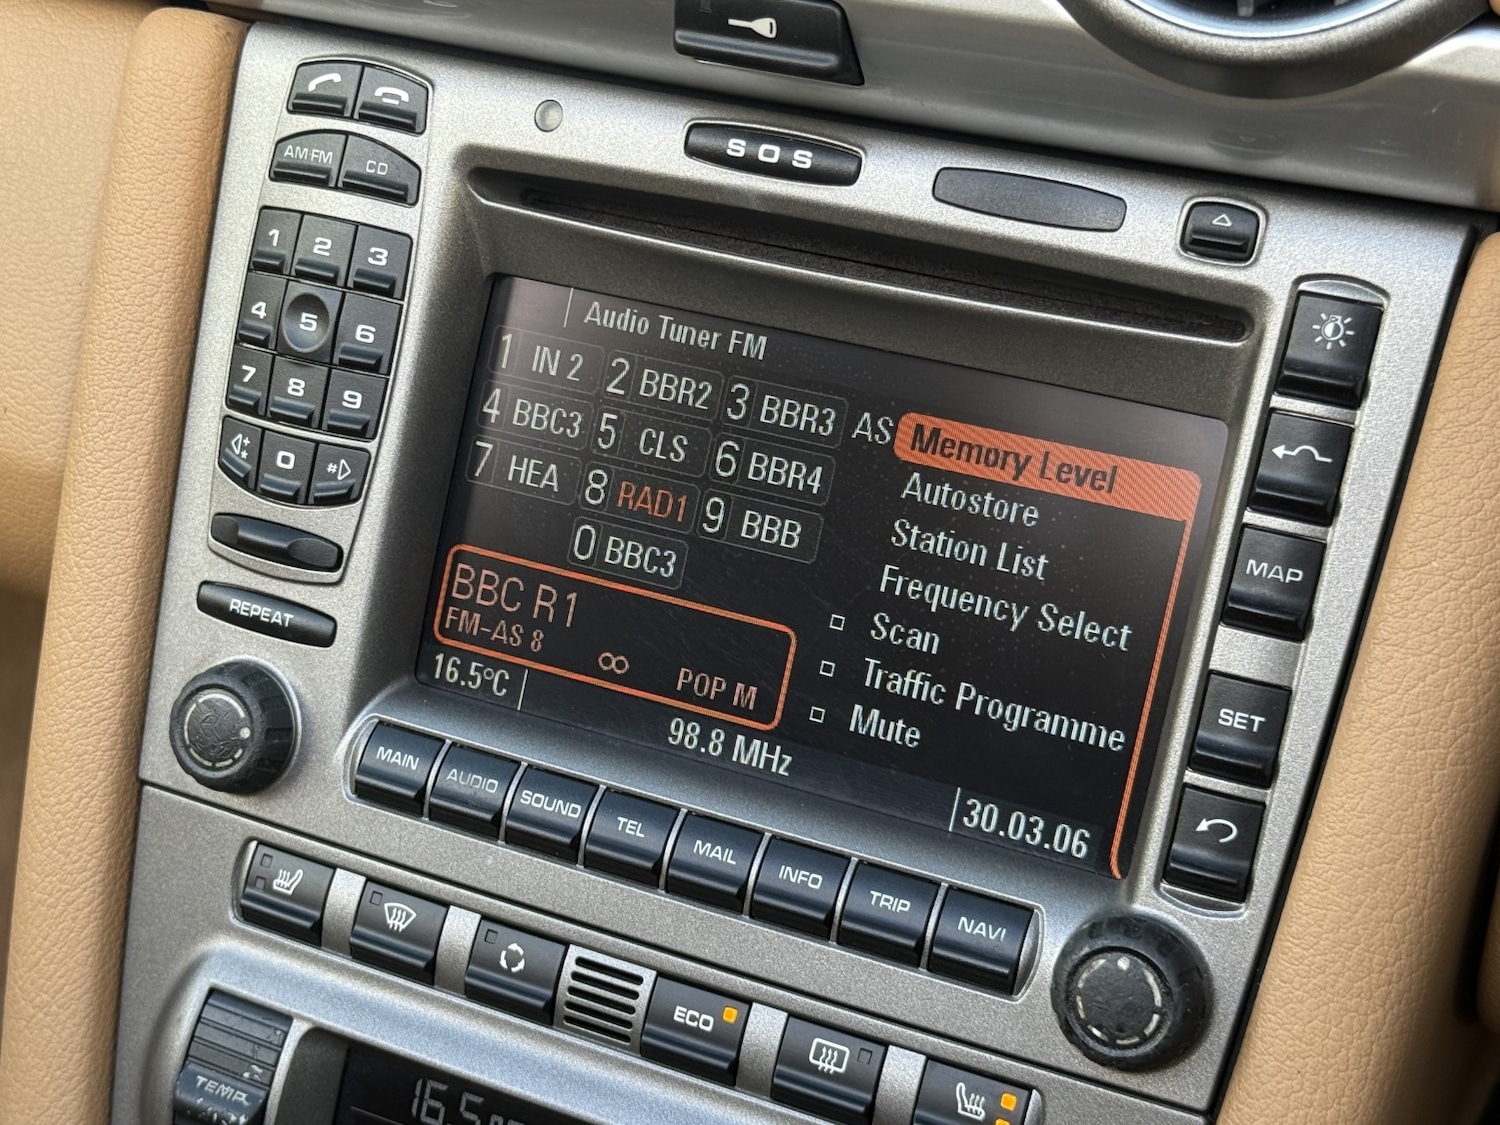 SOS
AM·FM CD
1 2 3
4 5 6
7 8 9
0 #
REPEAT
Audio Tuner FM
1 IN 2 2 BBR2 3 BBR3 AS
4 BBC3 5 CLS 6 BBR4
7 HEA 8 RAD1 9 BBB
0 BBC3
BBC R1
FM-AS 8
∞ POP M
16.5°C
98.8 MHz
Memory Level
Autostore
Station List
Frequency Select
Scan
Traffic Programme
Mute
30.03.06
MAP
SET
MAIN AUDIO SOUND TEL MAIL INFO TRIP NAVI
ECO
TEMP.
16.5°